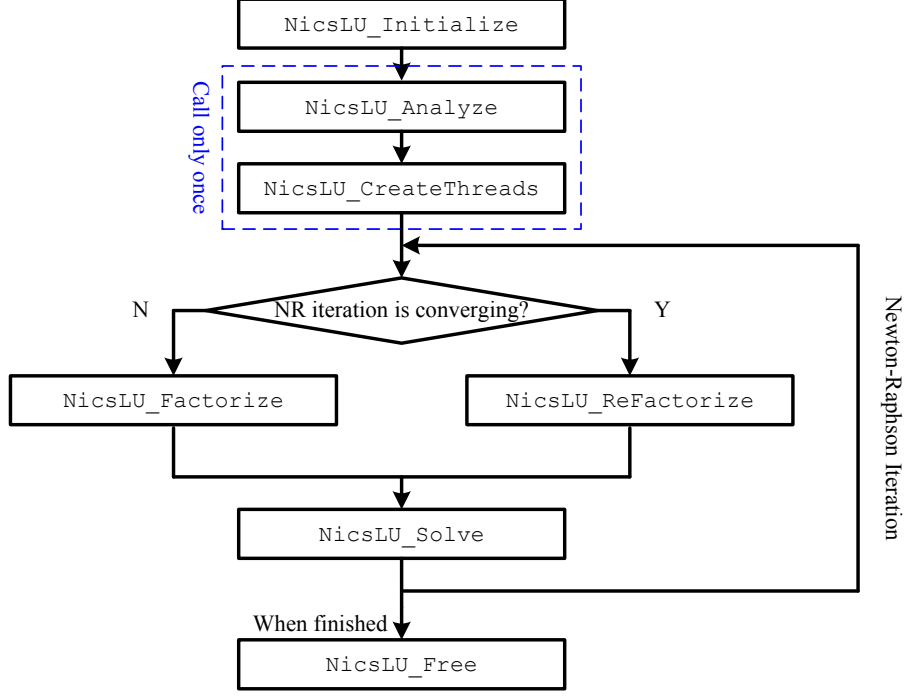 NicsLU_Initialize
Call only once
NicsLU_Analyze
NicsLU_CreateThreads
NR iteration is converging?
N
Y
NicsLU_Factorize
NicsLU_ReFactorize
Newton-Raphson Iteration
NicsLU_Solve
When finished
NicsLU_Free